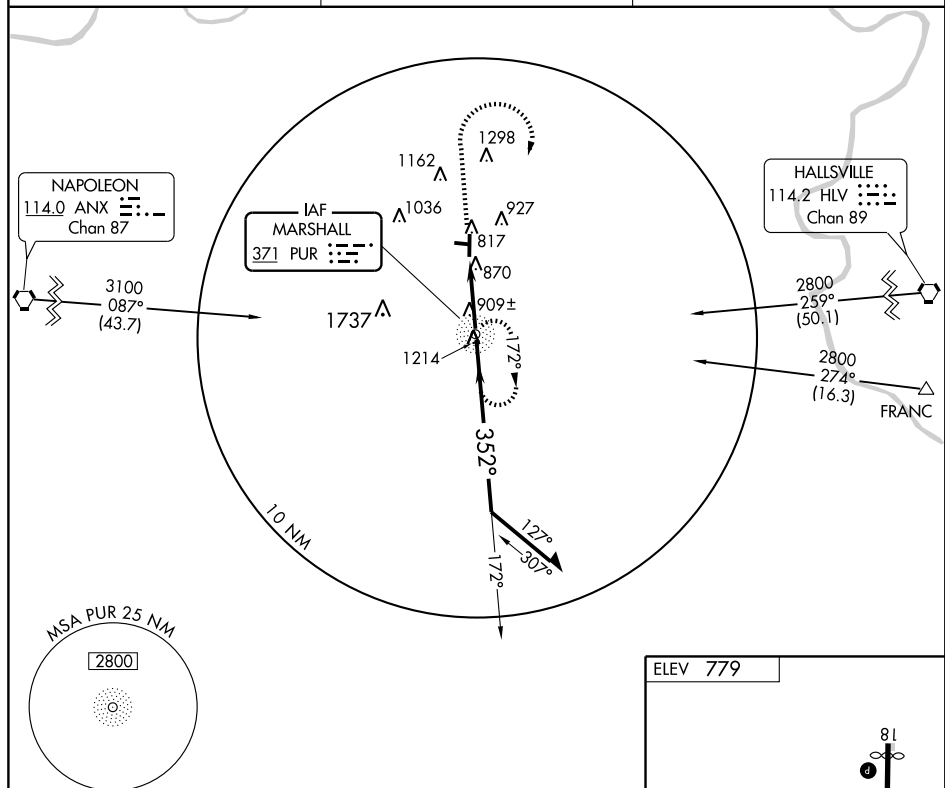 1298
1162
NAPOLEON
114.0 ANX
Chan 87
HALLSVILLE
114.2 HLV
Chan 89
IAF
MARSHALL
371 PUR
1036
927
817
870
3100
087°
(43.7)
2800
259°
(50.1)
1737
909±
1214
172°
2800
274°
(16.3)
FRANC
352°
10 NM
127°
307°
172°
MSA PUR 25 NM
2800
ELEV 779
18
P